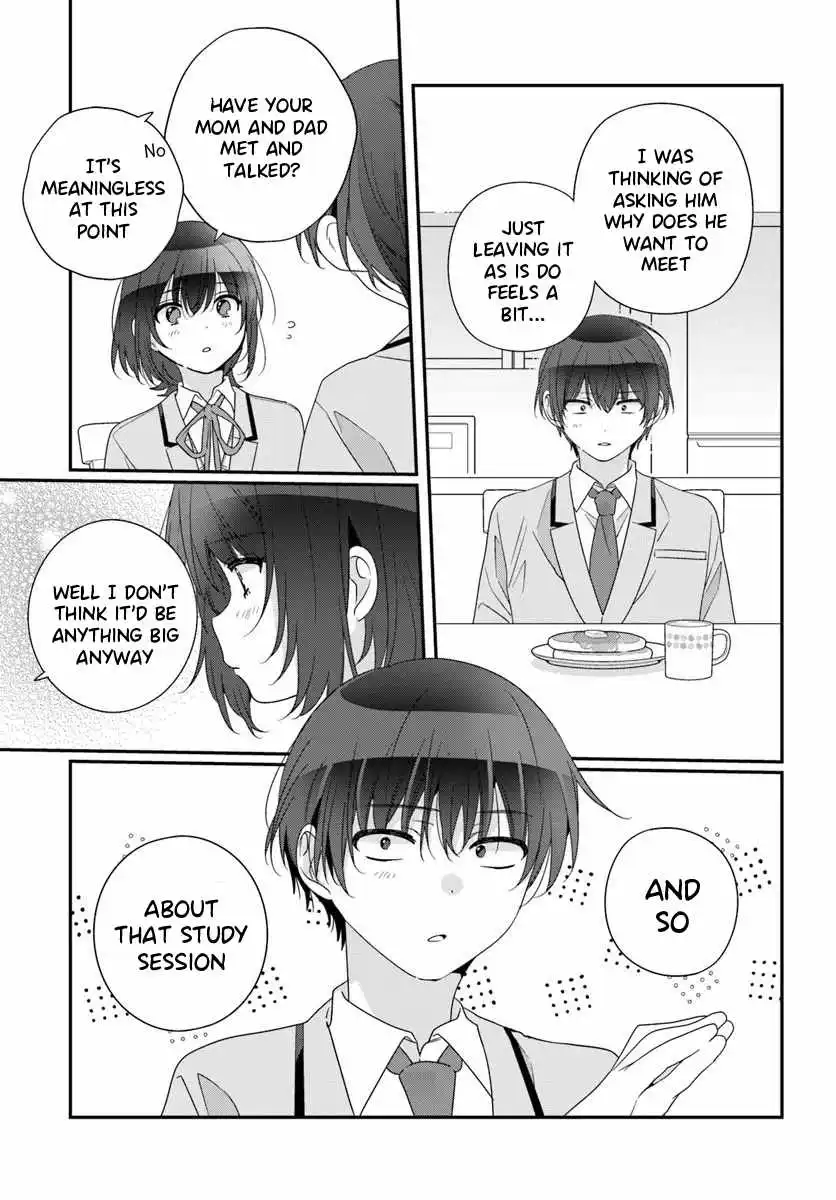 I WAS
THINKING OF
ASKING HIM
WHY DOES HE
WANT TO
MEET
JUST
LEAVING IT
AS IS DO
FEELS A
BIT...
HAVE YOUR
MOM AND DAD
MET AND
TALKED?
No
IT'S
MEANINGLESS
AT THIS
POINT
WELL I DON'T
THINK IT'D BE
ANYTHING BIG
ANYWAY
AND
SO
ABOUT
THAT STUDY
SESSION